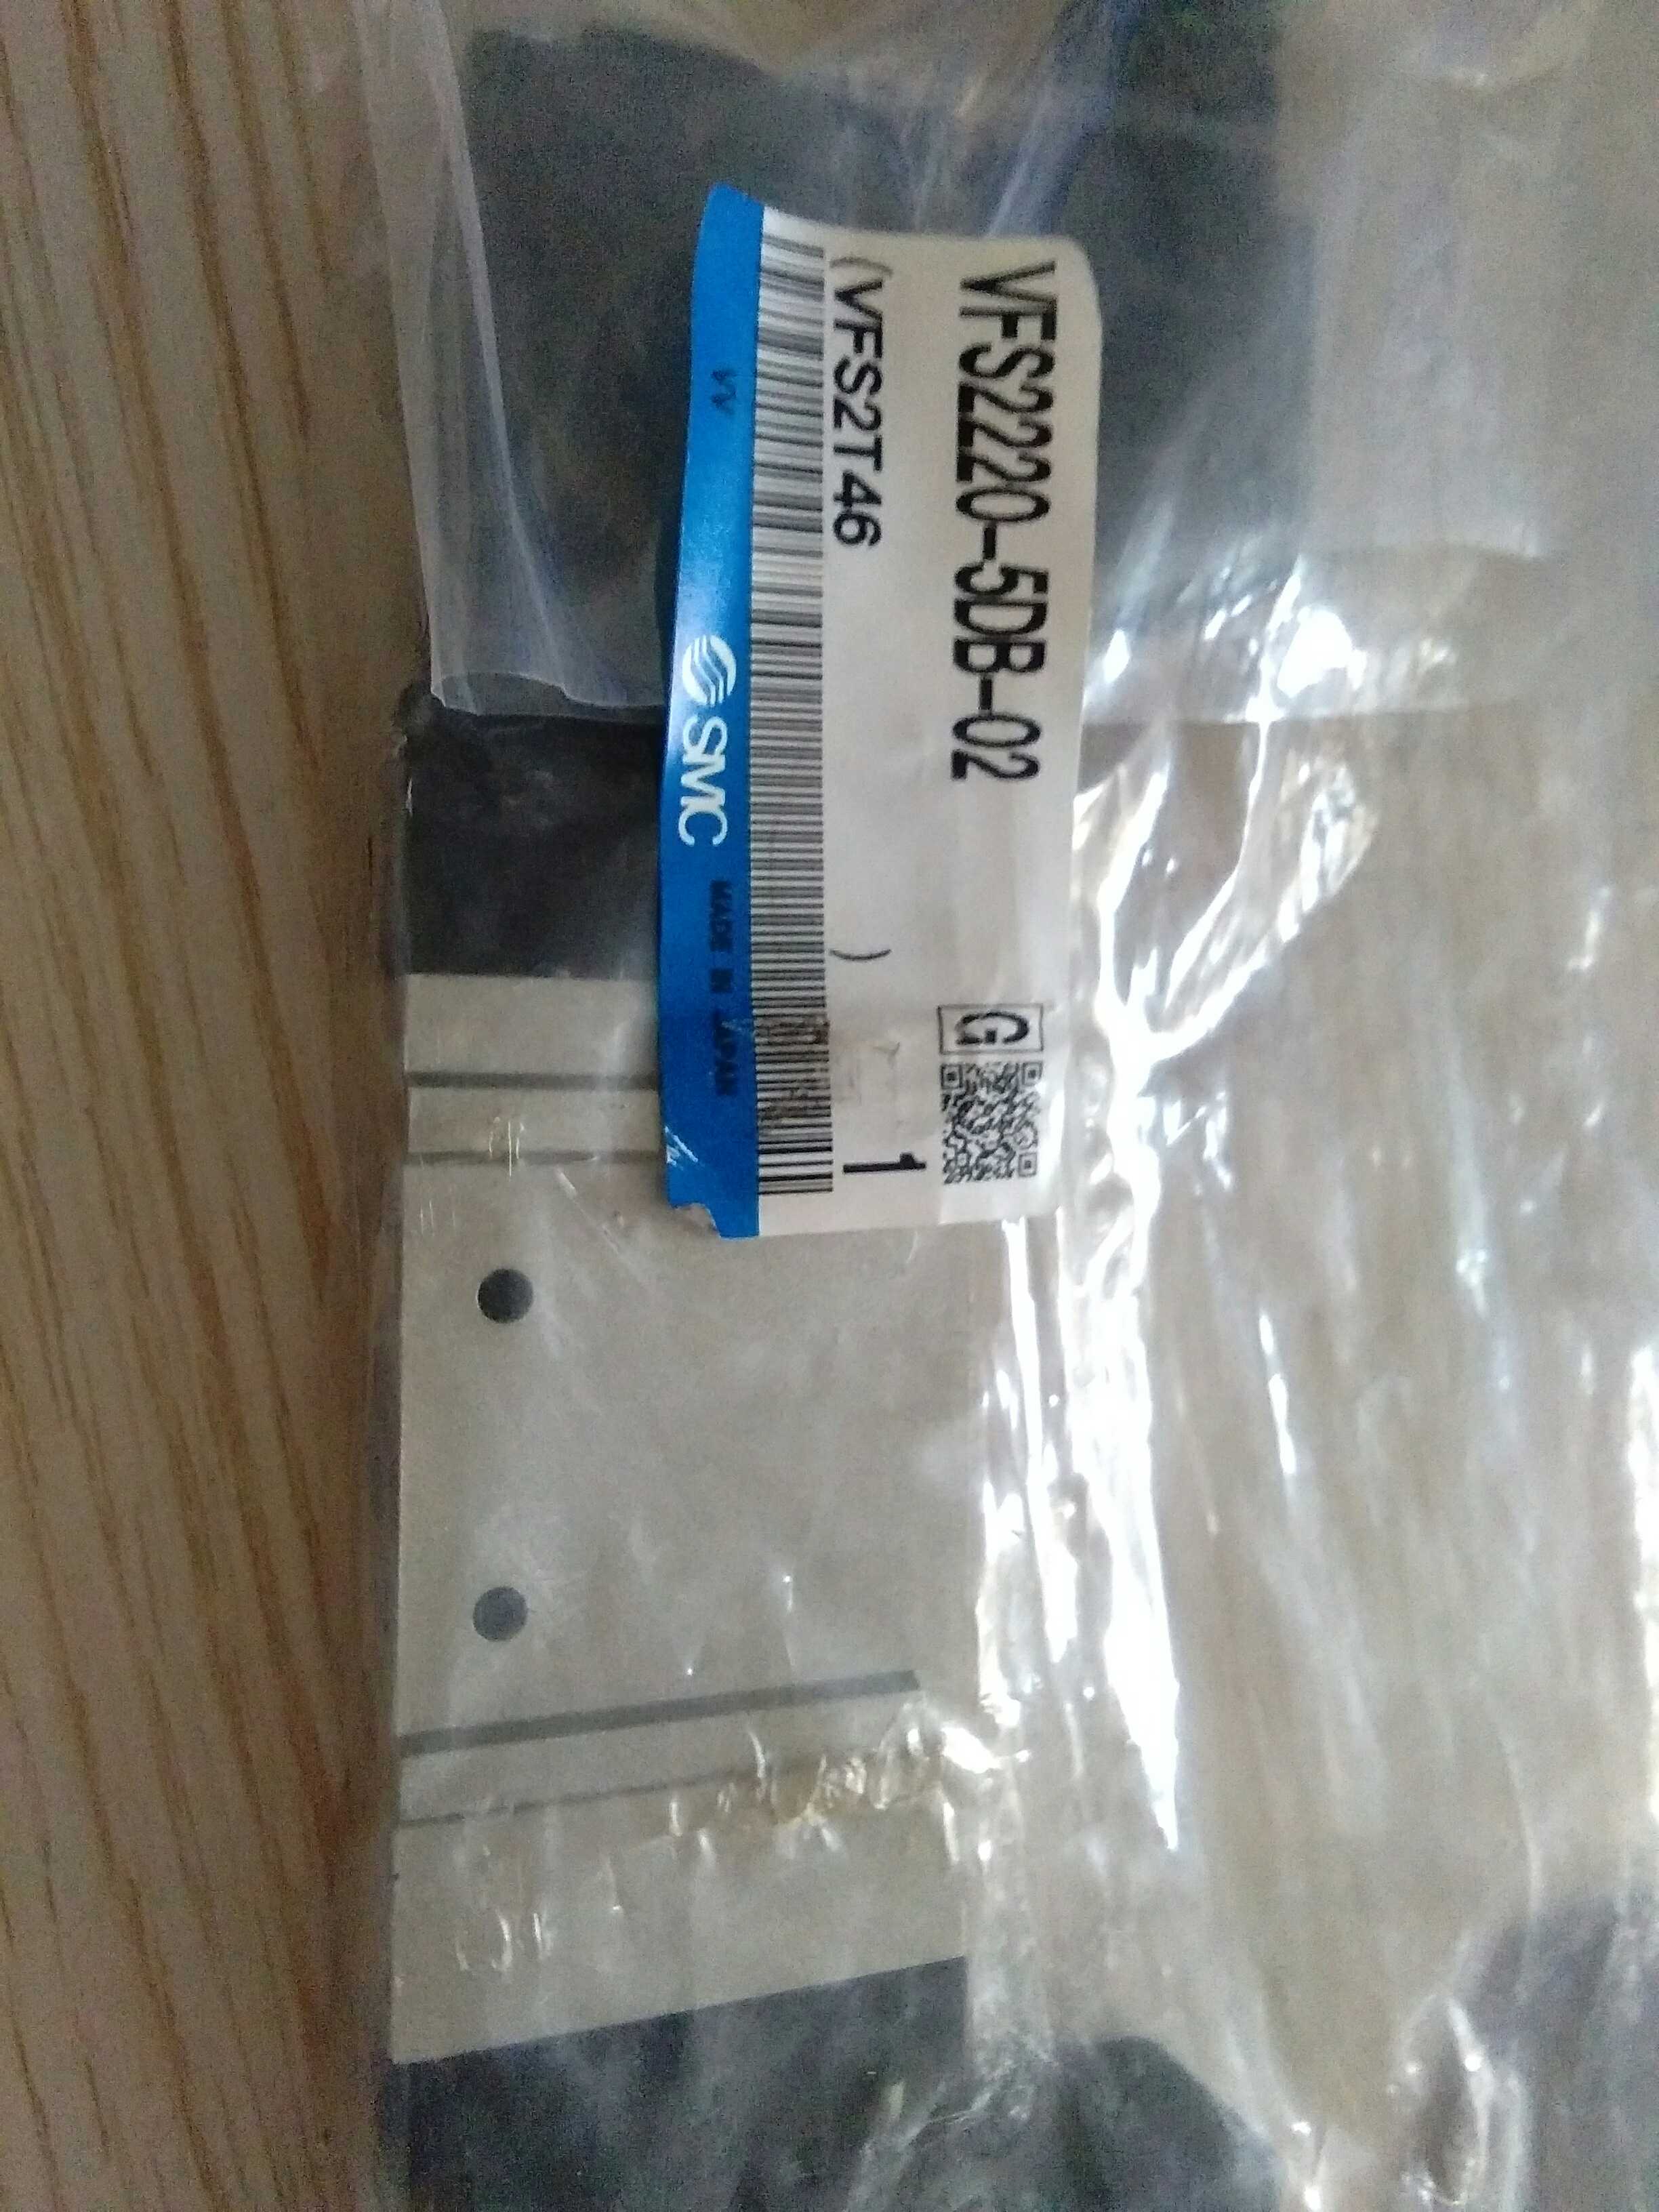 VFS2220-5DB-02 G
(VFS2T46 ) 1
SMC MADE IN JAPAN